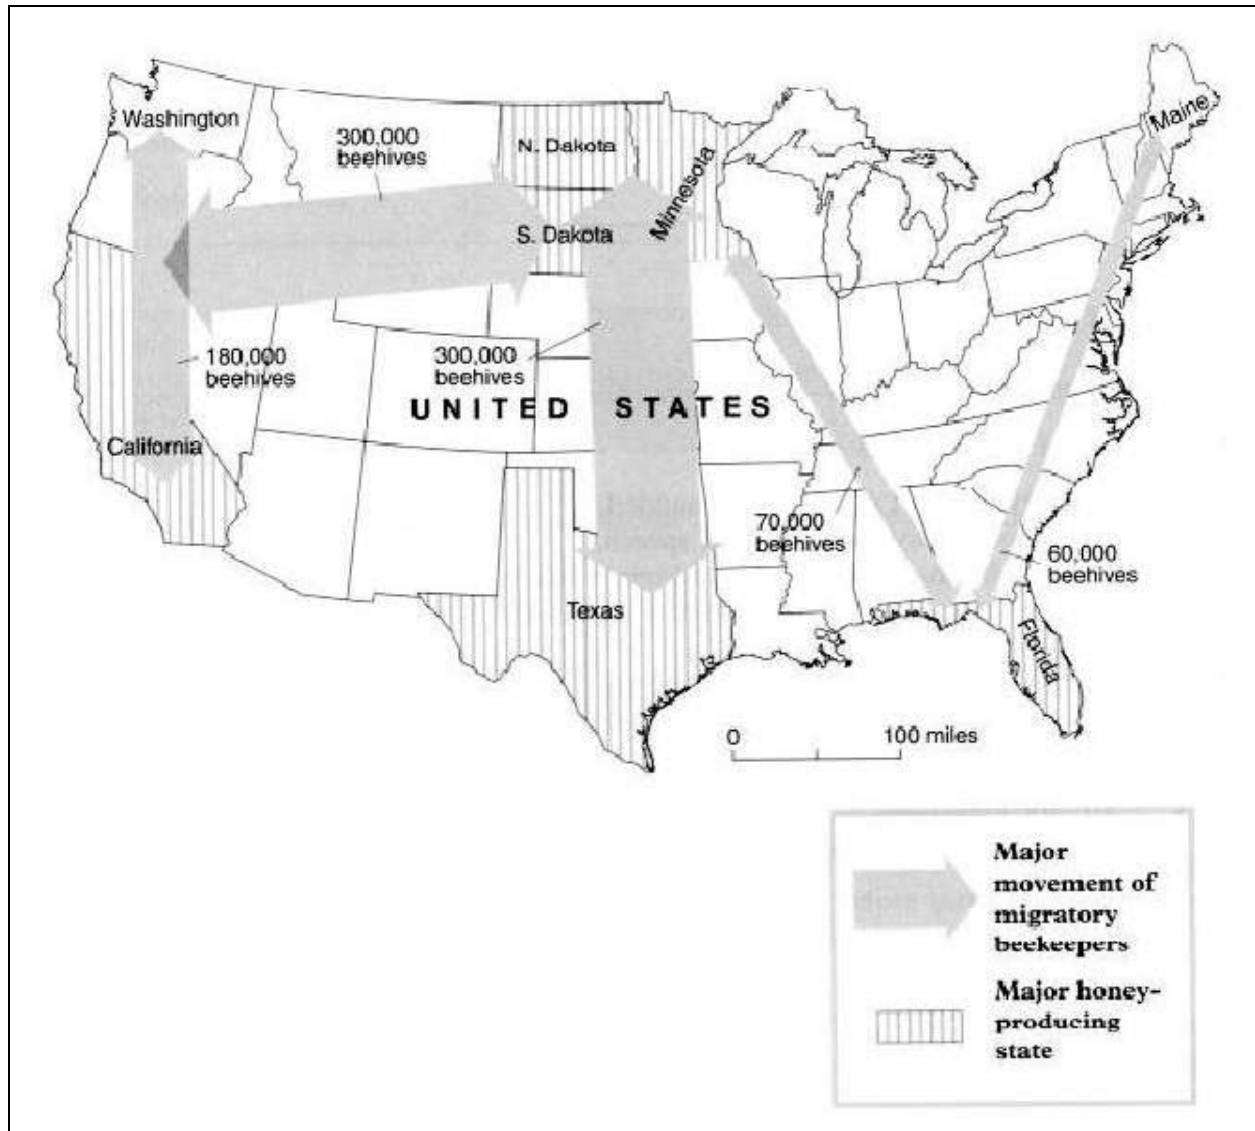 Washington
300,000
beehives
N. Dakota
Minnesota
Maine
S. Dakota
180,000
beehives
300,000
beehives
UNITED STATES
California
70,000
beehives
60,000
beehives
Texas
Florida
0 100 miles
Major
movement of
migratory
beekeepers
Major honey-
producing
state